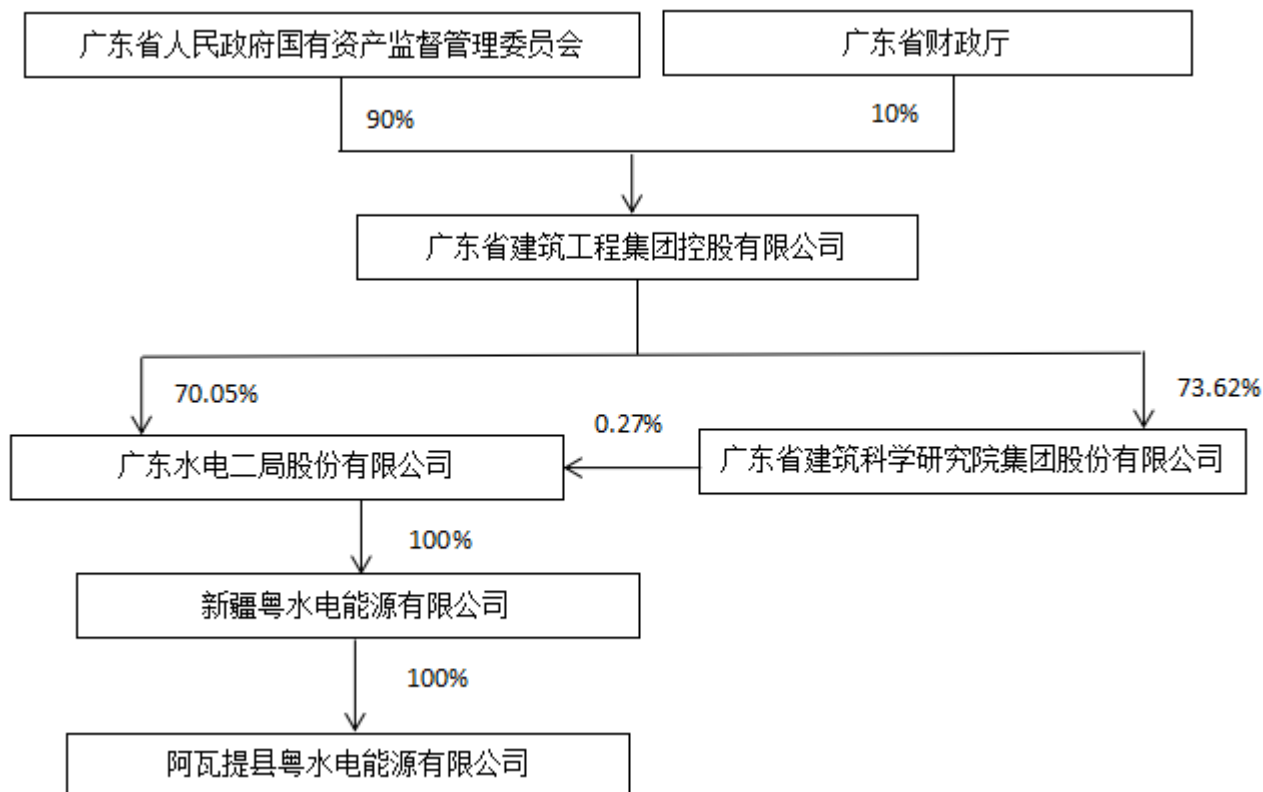 广东省人民政府国有资产监督管理委员会
广东省财政厅
90%
10%
广东省建筑工程集团控股有限公司
70.05%
73.62%
0.27%
广东水电二局股份有限公司
广东省建筑科学研究院集团股份有限公司
100%
新疆粤水电能源有限公司
100%
阿瓦提县粤水电能源有限公司